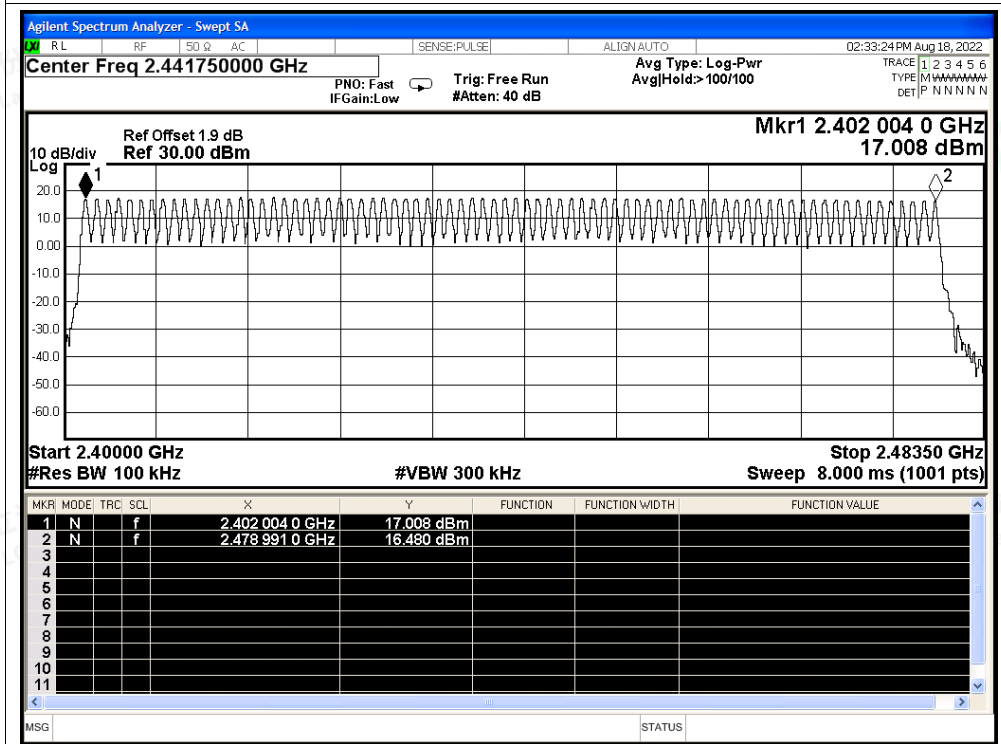 Agilent Spectrum Analyzer - Swept SA
LXI RL RF 50 Ω AC SENSE:PULSE ALIGN AUTO 02:33:24 PM Aug 18, 2022
Center Freq 2.441750000 GHz Avg Type: Log-Pwr TRACE 1 2 3 4 5 6
PNO: Fast Trig: Free Run Avg|Hold:>100/100 TYPE M WWWWW
IFGain:Low #Atten: 40 dB DET P N N N N N
Mkr1 2.402 004 0 GHz
Ref Offset 1.9 dB
10 dB/div Ref 30.00 dBm 17.008 dBm
Log
1
2
20.0
10.0
0.00
-10.0
-20.0
-30.0
-40.0
-50.0
-60.0
Start 2.40000 GHz Stop 2.48350 GHz
#Res BW 100 kHz #VBW 300 kHz Sweep 8.000 ms (1001 pts)
MKR MODE TRC SCL X Y FUNCTION FUNCTION WIDTH FUNCTION VALUE
1 N f 2.402 004 0 GHz 17.008 dBm
2 N f 2.478 991 0 GHz 16.480 dBm
3
4
5
6
7
8
9
10
11
MSG STATUS